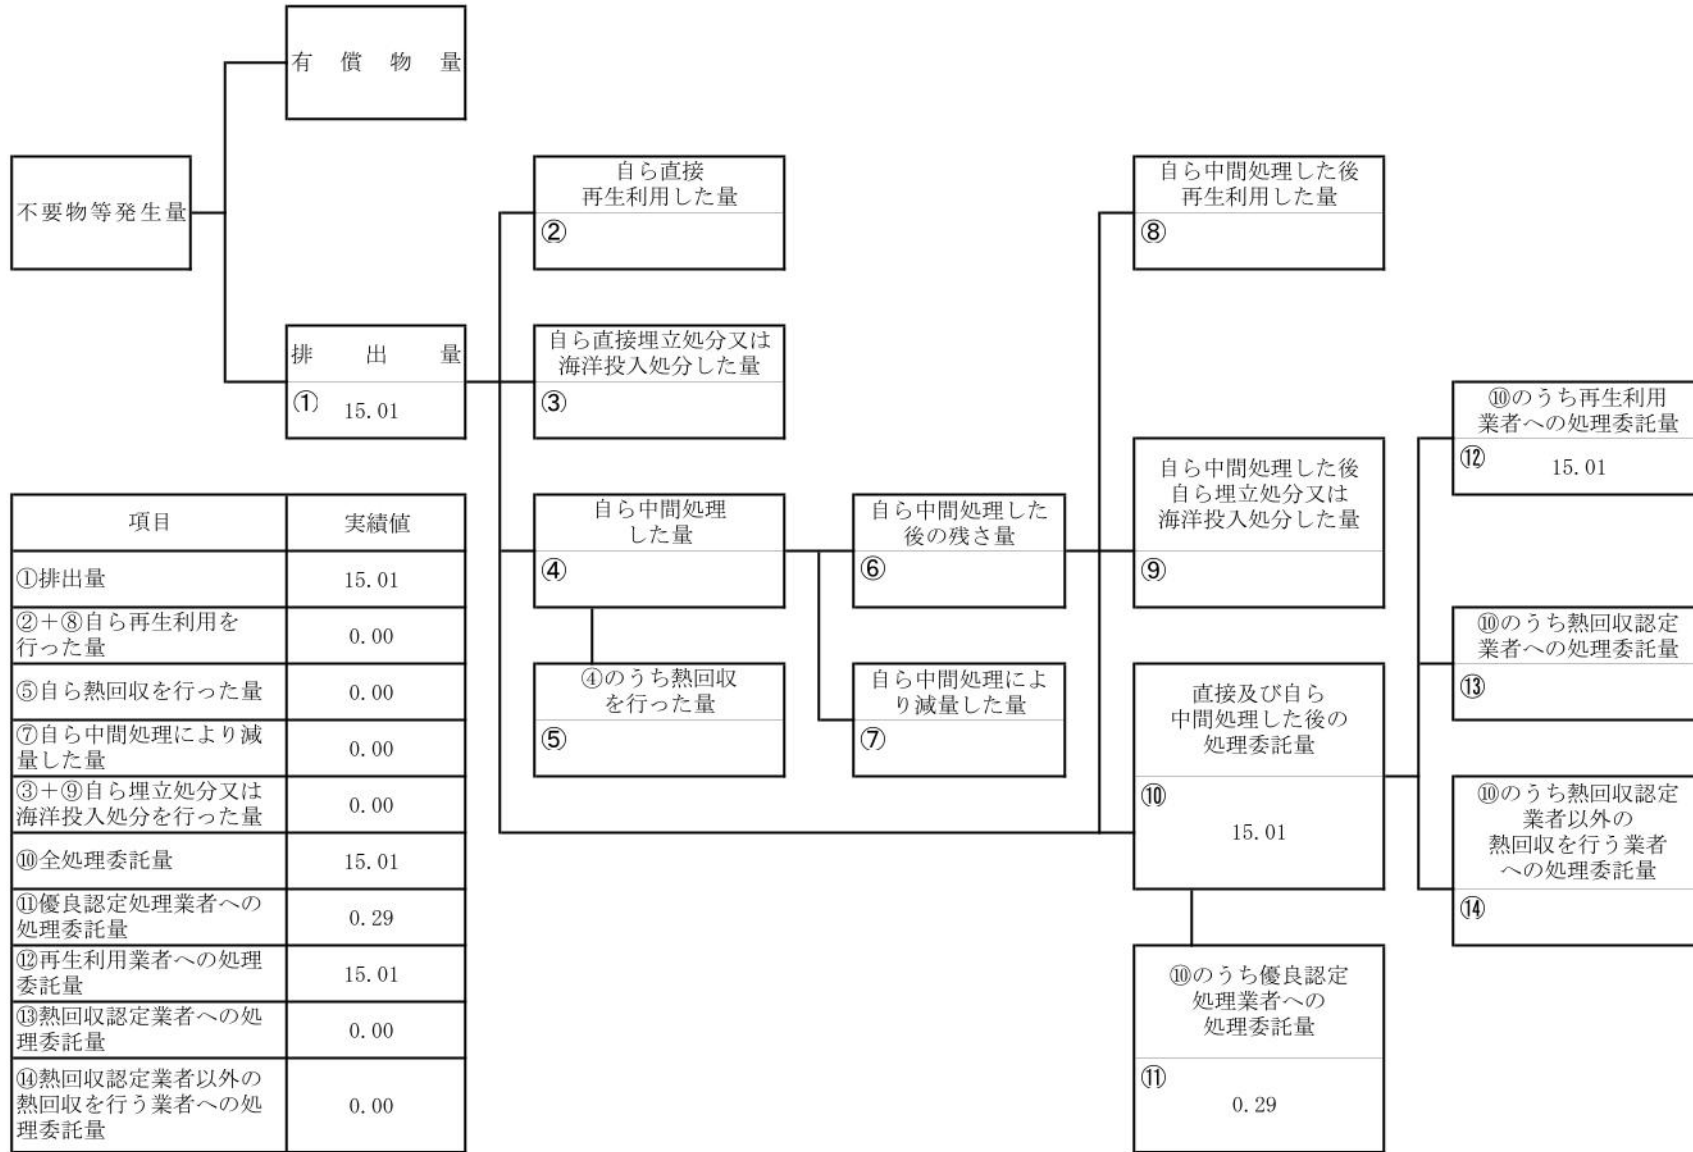 有償物量
不要物等発生量
排出量
① 15.01
自ら直接
再生利用した量
②
自ら直接埋立処分又は
海洋投入処分した量
③
自ら中間処理
した量
④
④のうち熱回収
を行った量
⑤
自ら中間処理した
後の残さ量
⑥
自ら中間処理によ
り減量した量
⑦
自ら中間処理した後
再生利用した量
⑧
自ら中間処理した後
自ら埋立処分又は
海洋投入処分した量
⑨
直接及び自ら
中間処理した後の
処理委託量
⑩
15.01
⑩のうち優良認定
処理業者への
処理委託量
⑪
0.29
⑩のうち再生利用
業者への処理委託量
⑫ 15.01
⑩のうち熱回収認定
業者への処理委託量
⑬
⑩のうち熱回収認定
業者以外の
熱回収を行う業者
への処理委託量
⑭
項目 実績値
①排出量 15.01
②＋⑧自ら再生利用を
行った量 0.00
⑤自ら熱回収を行った量 0.00
⑦自ら中間処理により減
量した量 0.00
③＋⑨自ら埋立処分又は
海洋投入処分を行った量 0.00
⑩全処理委託量 15.01
⑪優良認定処理業者への
処理委託量 0.29
⑫再生利用業者への処理
委託量 15.01
⑬熱回収認定業者への処
理委託量 0.00
⑭熱回収認定業者以外の
熱回収を行う業者への処
理委託量 0.00